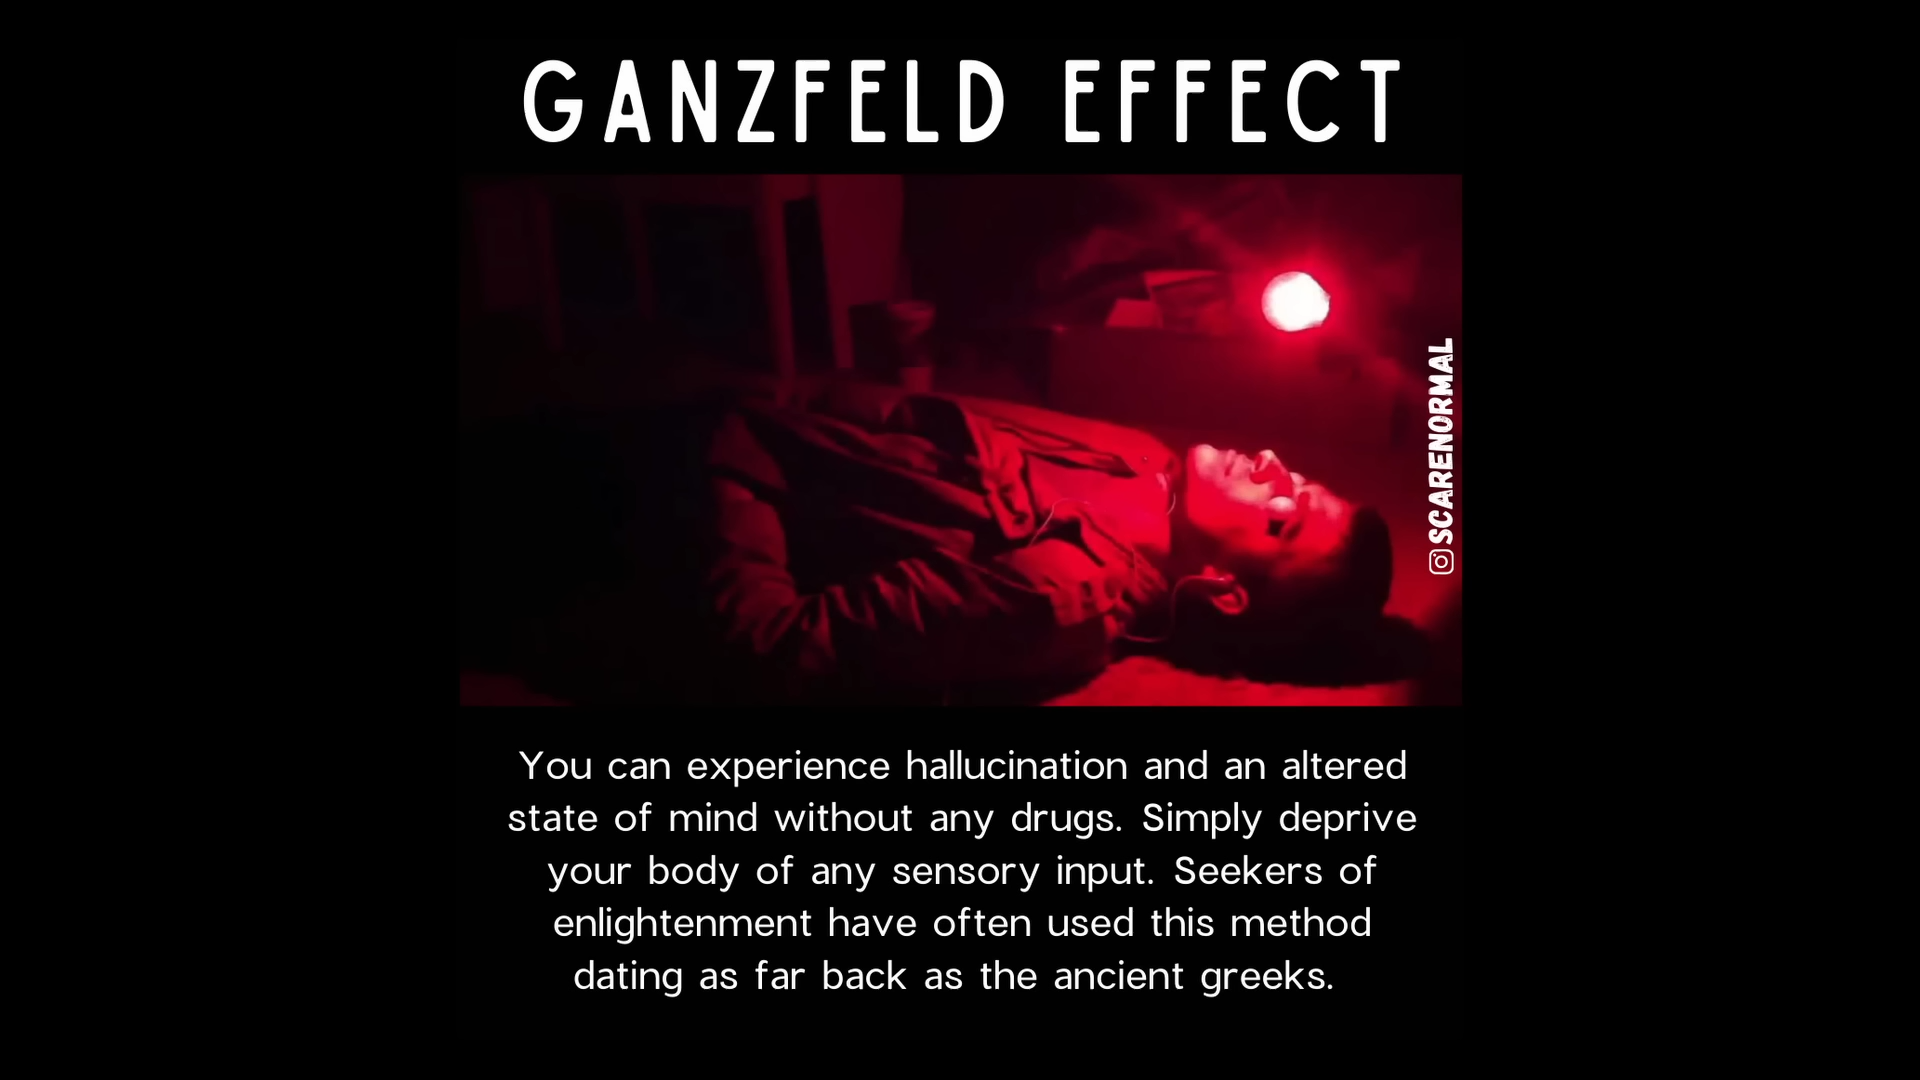 GANZFELD EFFECT
SCARENORMAL
You can experience hallucination and an altered
state of mind without any drugs. Simply deprive
your body of any sensory input. Seekers of
enlightenment have often used this method
dating as far back as the ancient greeks.